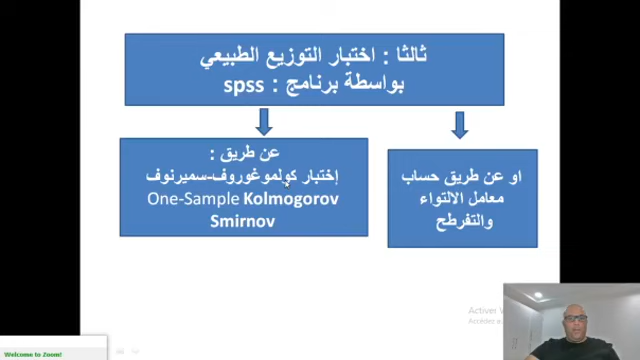 ثالثا : اختبار التوزيع الطبيعي
بواسطة برنامج : spss
عن طريق :
إختبار كولموغوروف-سميرنوف
One-Sample Kolmogorov
Smirnov
او عن طريق حساب
معامل الالتواء
والتفرطح
Activer
Welcome to Zoom!